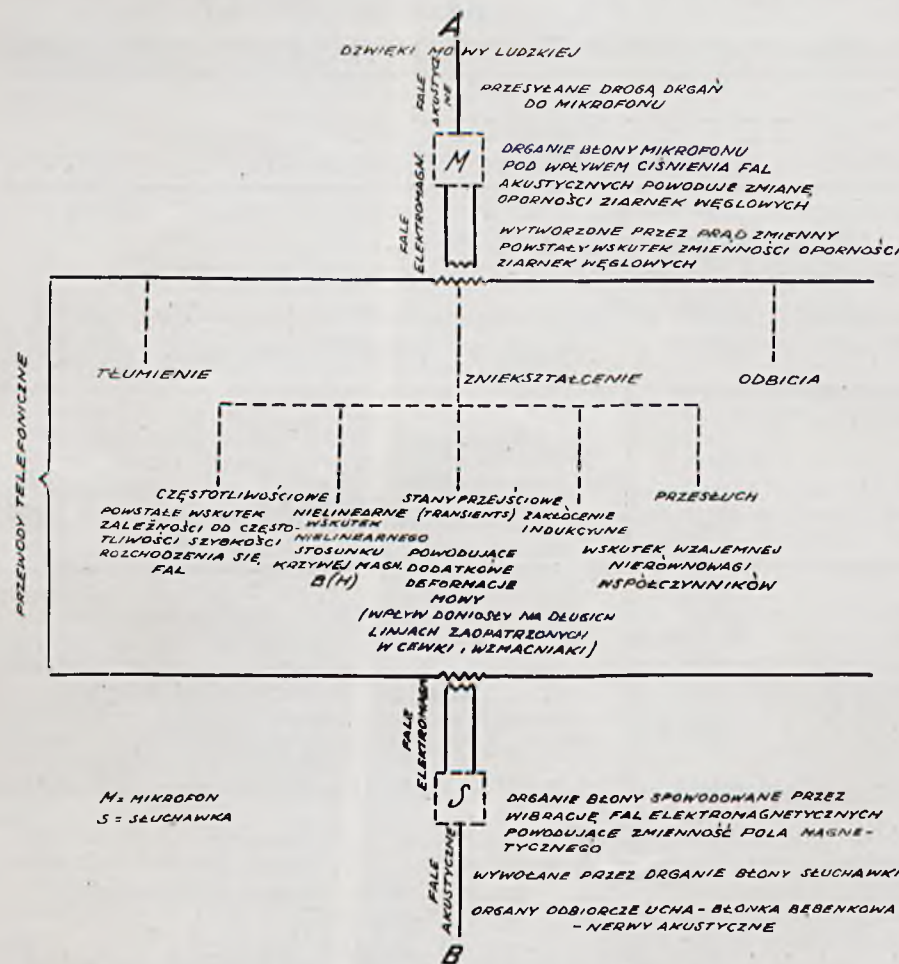 A
DZWIĘKI MOWY LUDZKIEJ
FALE
AKUSTYCZ
NE
PRZESYŁANE DROGĄ DRGAŃ
DO MIKROFONU
M
DRGANIE BŁONY MIKROFONU
POD WPŁYWEM CIŚNIENIA FAL
AKUSTYCZNYCH POWODUJE ZMIANĘ
OPORNOŚCI ZIARNEK WĘGLOWYCH
FALE
ELEKTROMAGN.
WYTWORZONE PRZEZ PRĄD ZMIENNY
POWSTAŁY WSKUTEK ZMIENNOŚCI OPORNOŚCI
ZIARNEK WĘGLOWYCH
PRZEWODY TELEFONICZNE
TŁUMIENIE
ZNIEKSZTAŁCENIE
ODBICIA
CZĘSTOTLIWOŚCIOWE
POWSTAŁE WSKUTEK
ZALEŻNOŚCI OD CZĘSTO-
TLIWOŚCI SZYBKOŚCI
ROZCHODZENIA SIĘ
FAL
NIELINEARNE
WSKUTEK
NIELINEARNEGO
STOSUNKU
KRZYWEJ MAGN.
B(H)
STANY PRZEJŚCIOWE
(TRANSIENTS)
POWODUJĄCE
DODATKOWE
DEFORMACJE
MOWY
(WPŁYW DONIOSŁY NA DŁUGICH
LINJACH ZAOPATRZONYCH
W CEWKI, WZMACNIAKI)
ZAKŁÓCENIE
INDUKCYJNE
PRZESŁUCH
WSKUTEK WZAJEMNEJ
NIERÓWNOWAGI
WSPÓŁCZYNNIKÓW
FALE
ELEKTROMAGN
M = MIKROFON
S = SŁUCHAWKA
S
DRGANIE BŁONY SPOWODOWANE PRZEZ
WIBRACJĘ FAL ELEKTROMAGNETYCZNYCH
POWODUJĄCE ZMIENNOŚĆ POLA MAGNE-
TYCZNEGO
FALE
AKUSTYCZNE
WYWOŁANE PRZEZ DRGANIE BŁONY SŁUCHAWKI
ORGANY ODBIORCZE UCHA - BŁONKA BĘBENKOWA
- NERWY AKUSTYCZNE
B